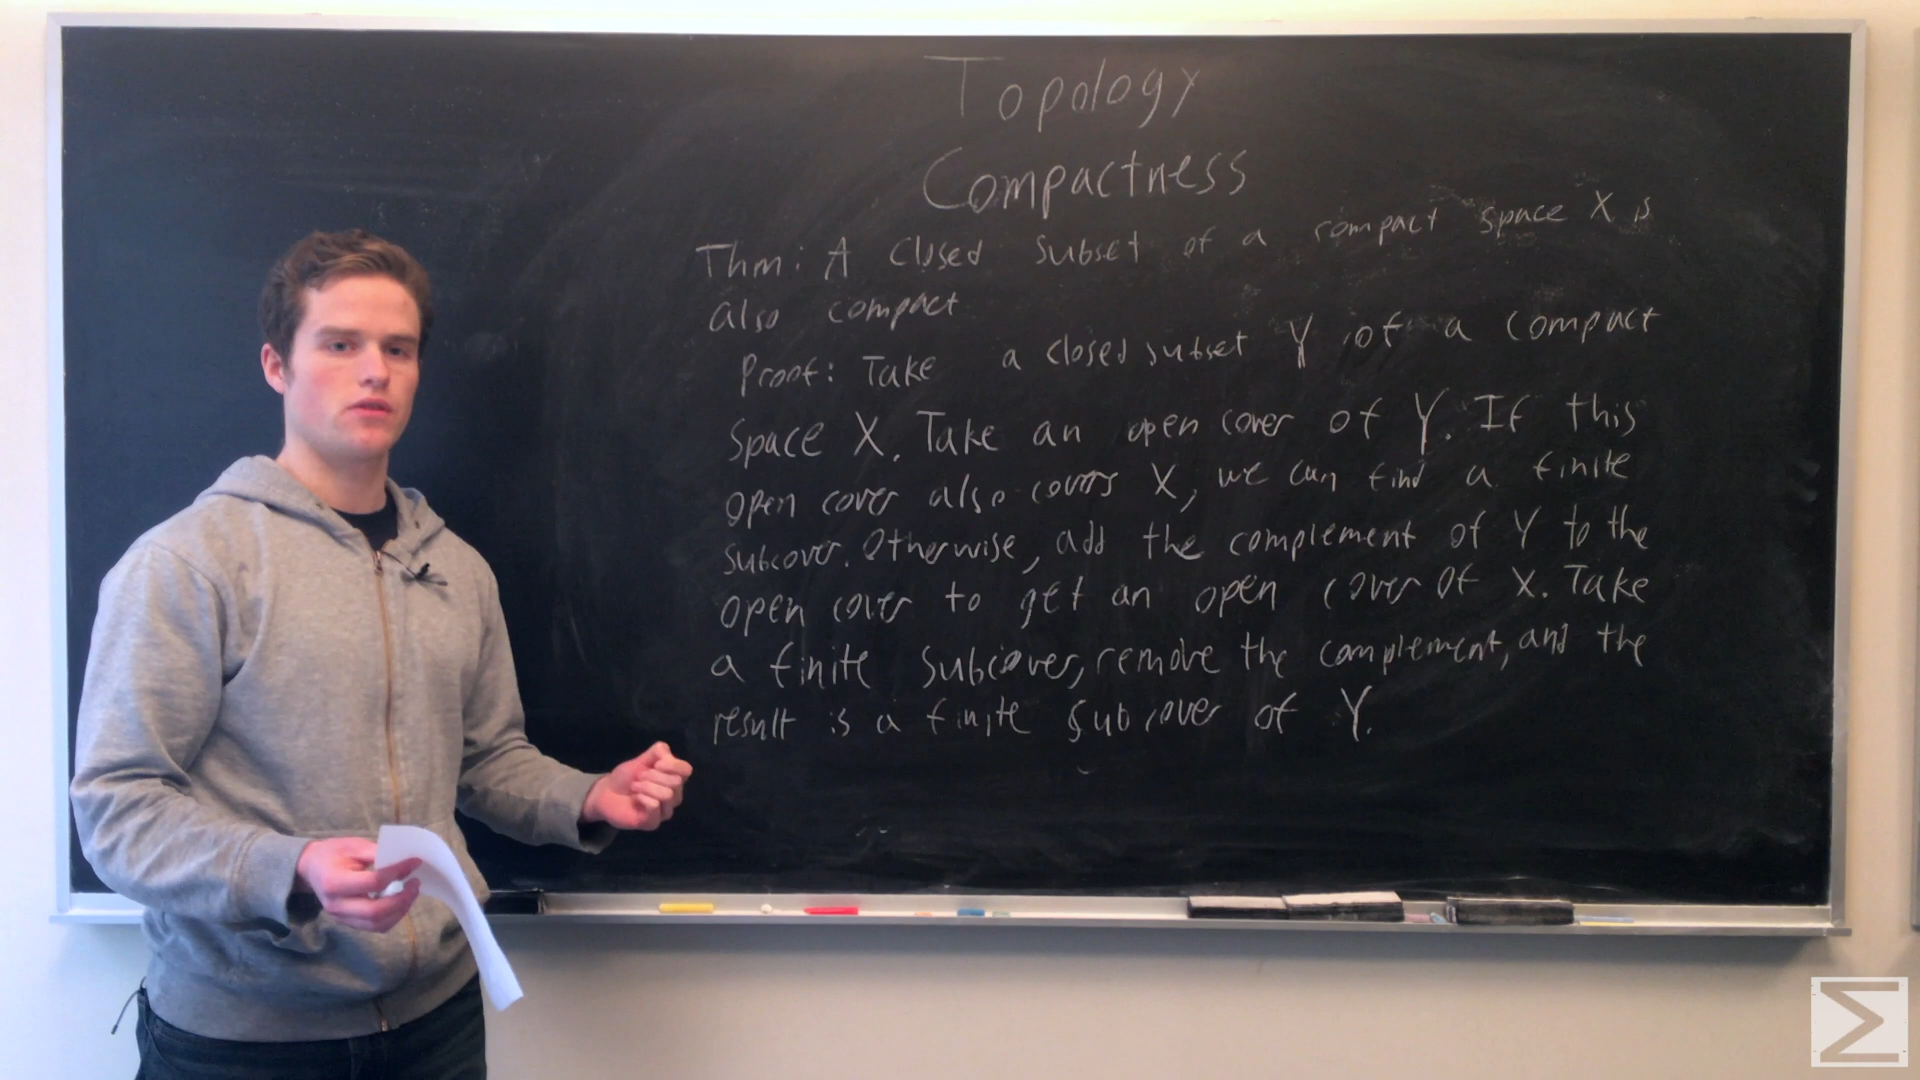 Topology
Compactness
Thm: A closed subset of a compact space X is
also compact
Proof: Take a closed subset Y of a compact
space X. Take an open cover of Y. If this
open cover also covers X, we can find a finite
subcover. Otherwise, add the complement of Y to the
open cover to get an open cover of X. Take
a finite subcover, remove the complement, and the
result is a finite subcover of Y.
Σ